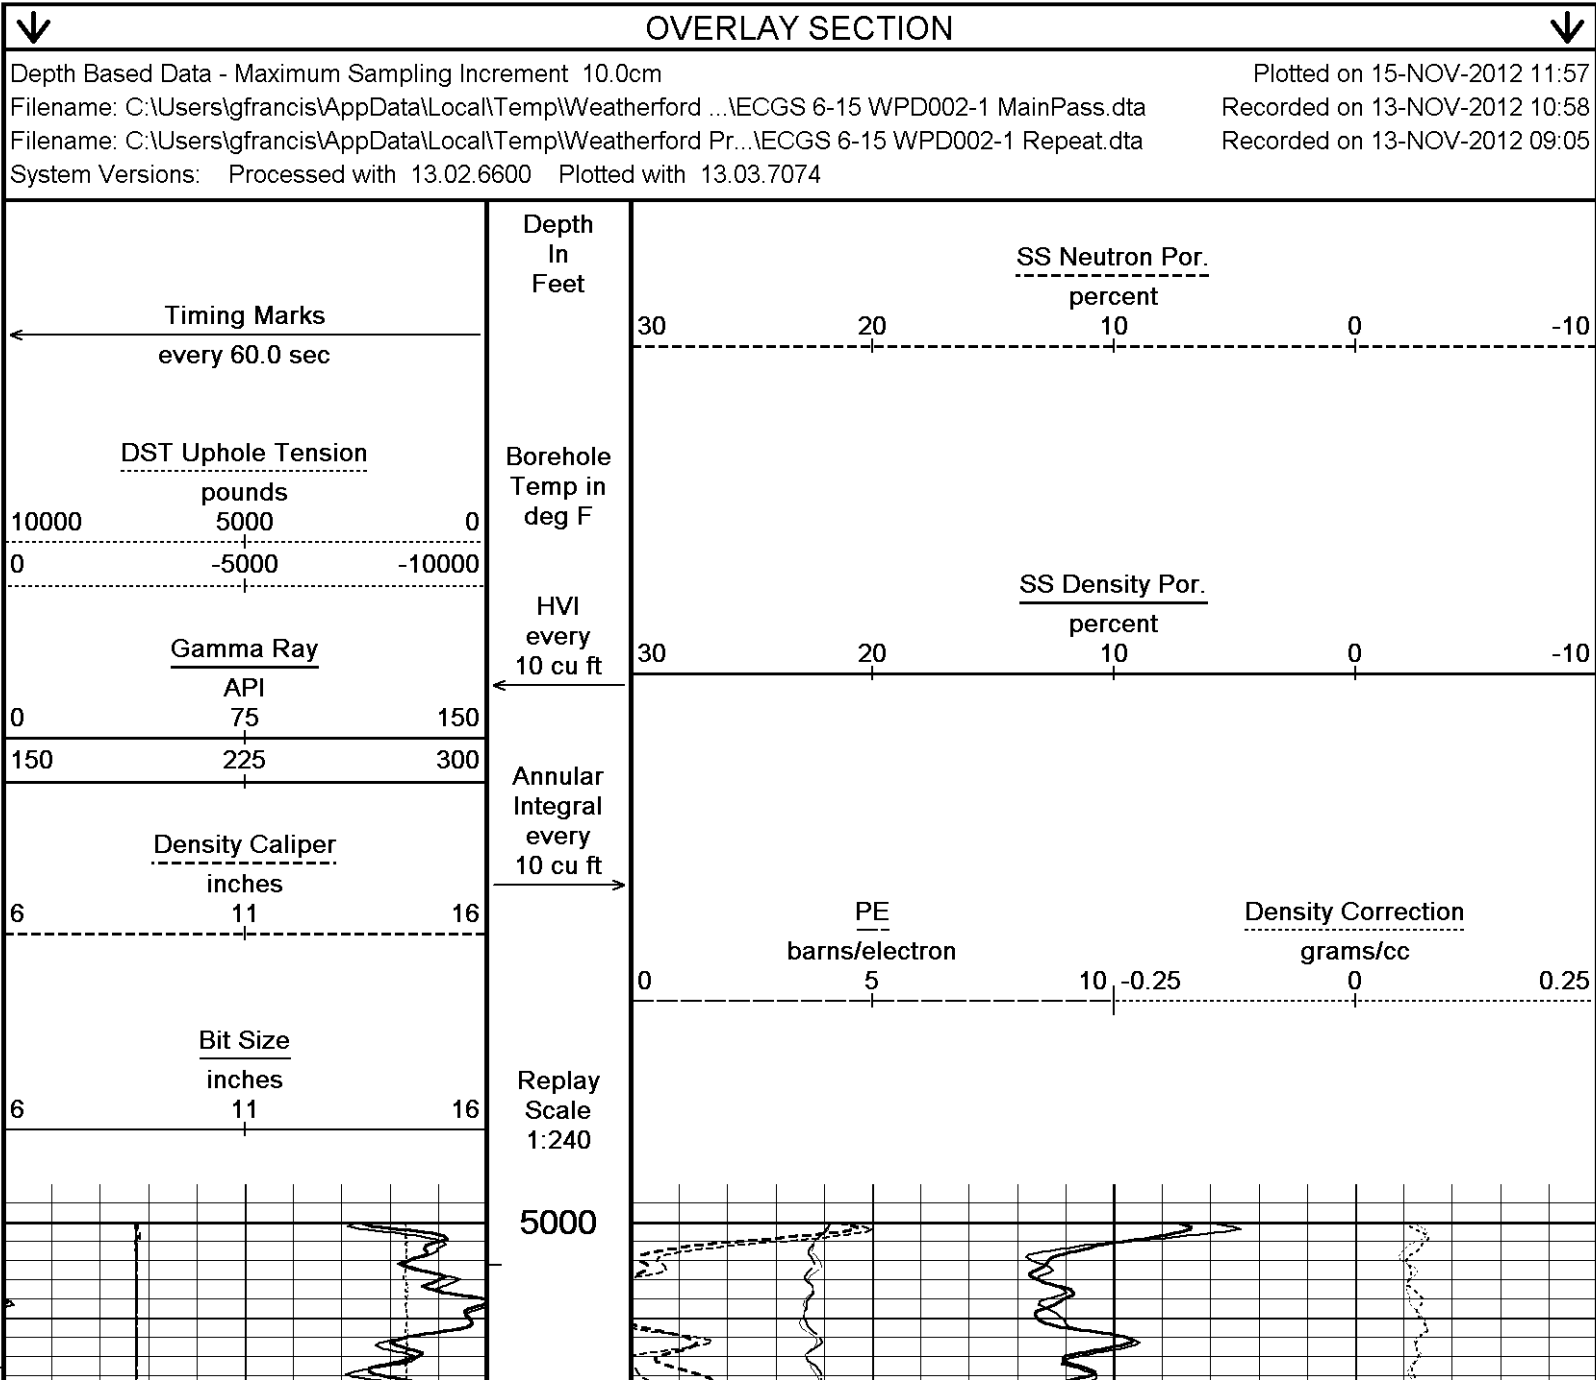 OVERLAY SECTION
Depth Based Data - Maximum Sampling Increment 10.0cm Plotted on 15-NOV-2012 11:57
Filename: C:\Users\gfrancis\AppData\Local\Temp\Weatherford ...\ECGS 6-15 WPD002-1 MainPass.dta Recorded on 13-NOV-2012 10:58
Filename: C:\Users\gfrancis\AppData\Local\Temp\Weatherford Pr...\ECGS 6-15 WPD002-1 Repeat.dta Recorded on 13-NOV-2012 09:05
System Versions: Processed with 13.02.6600 Plotted with 13.03.7074
Timing Marks
every 60.0 sec
DST Uphole Tension
pounds
10000 5000 0
0 -5000 -10000
Gamma Ray
API
0 75 150
150 225 300
Density Caliper
inches
6 11 16
Bit Size
inches
6 11 16
Depth
In
Feet
Borehole
Temp in
deg F
HVI
every
10 cu ft
Annular
Integral
every
10 cu ft
Replay
Scale
1:240
5000
SS Neutron Por.
percent
30 20 10 0 -10
SS Density Por.
percent
30 20 10 0 -10
PE
barns/electron
0 5 10
Density Correction
grams/cc
-0.25 0 0.25